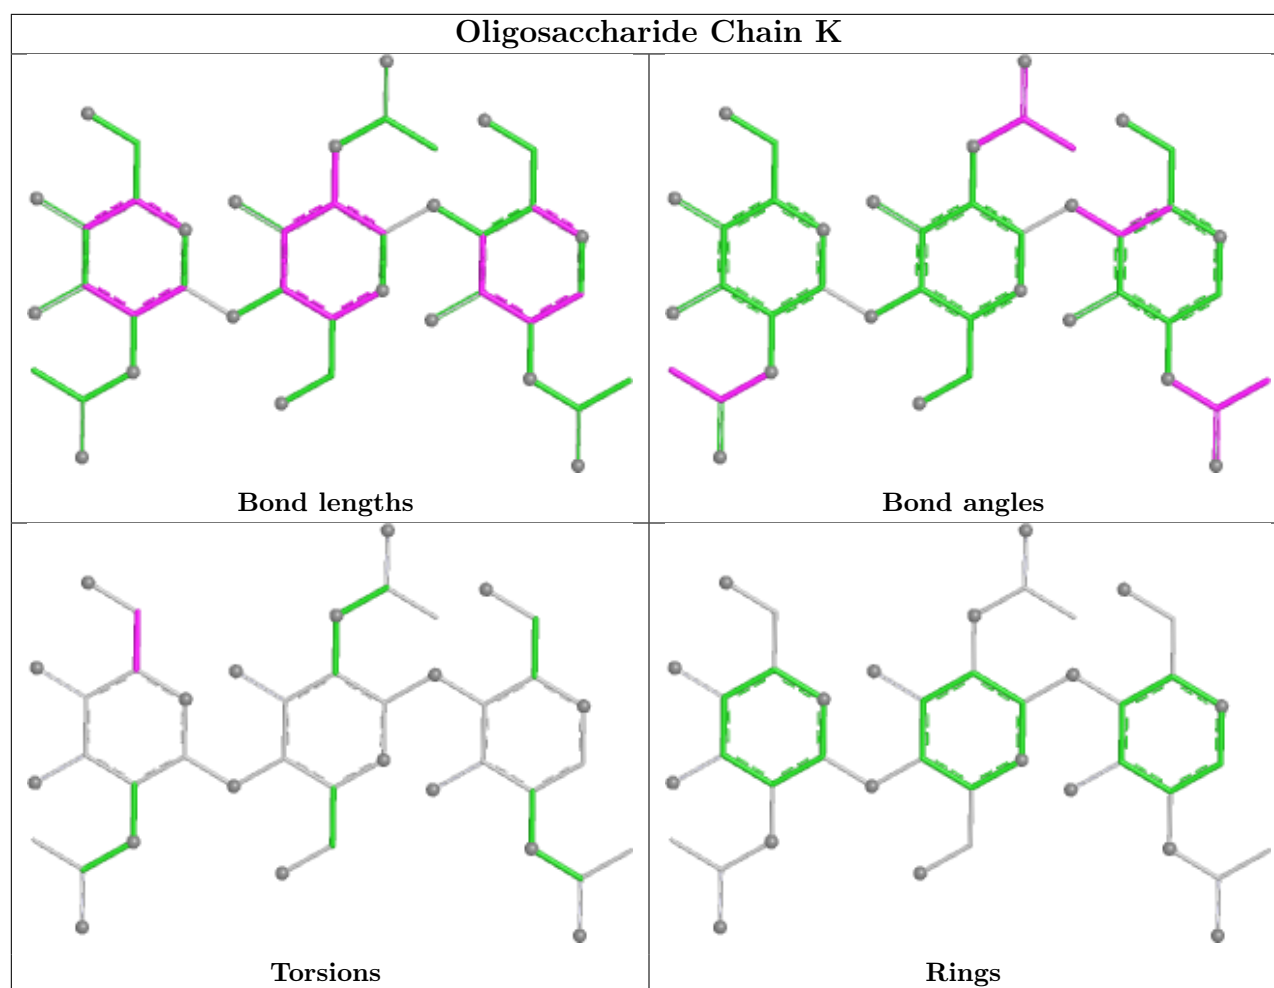 Oligosaccharide Chain K
Bond lengths
Bond angles
Torsions
Rings